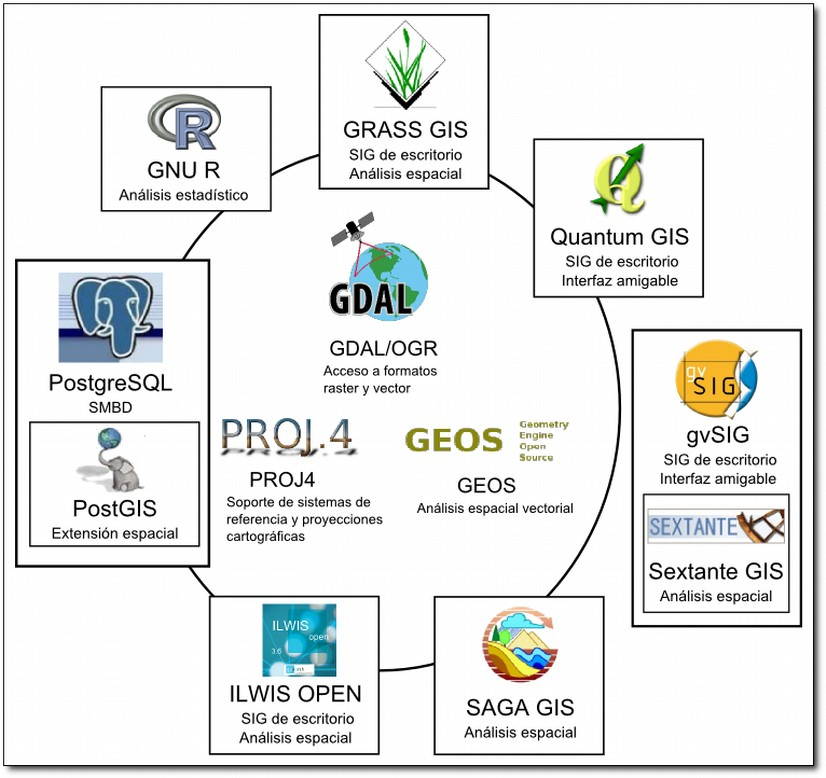 GRASS GIS
SIG de escritorio
Análisis espacial
R
GNU R
Análisis estadístico
Quantum GIS
SIG de escritorio
Interfaz amigable
GDAL
GDAL/OGR
Acceso a formatos
raster y vector
PostgreSQL
SMBD
PostGIS
Extensión espacial
PROJ.4
PROJ4
Soporte de sistemas de
referencia y proyecciones
cartográficas
GEOS
Geometry
Engine
Open
Source
GEOS
Análisis espacial vectorial
gv
SIG
gvSIG
SIG de escritorio
Interfaz amigable
SEXTANTE
Sextante GIS
Análisis espacial
ILWIS
open
3.6
ILWIS OPEN
SIG de escritorio
Análisis espacial
SAGA GIS
Análisis espacial